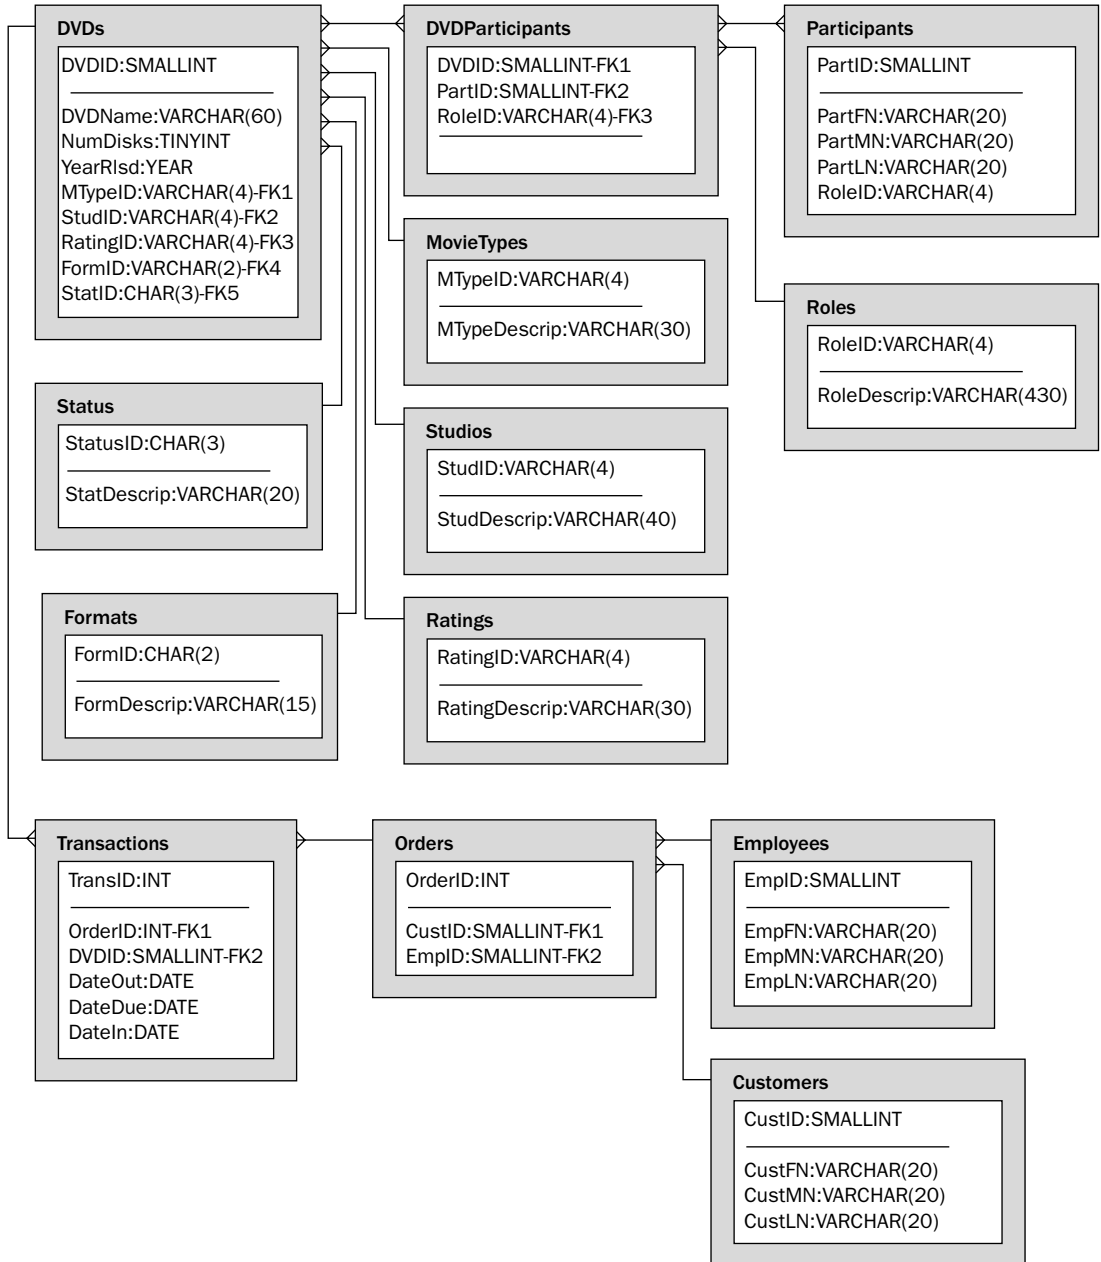 DVDs
DVDID:SMALLINT
DVDName:VARCHAR(60)
NumDisks:TINYINT
YearRlsd:YEAR
MTypeID:VARCHAR(4)-FK1
StudID:VARCHAR(4)-FK2
RatingID:VARCHAR(4)-FK3
FormID:VARCHAR(2)-FK4
StatID:CHAR(3)-FK5
DVDParticipants
DVDID:SMALLINT-FK1
PartID:SMALLINT-FK2
RoleID:VARCHAR(4)-FK3
Participants
PartID:SMALLINT
PartFN:VARCHAR(20)
PartMN:VARCHAR(20)
PartLN:VARCHAR(20)
RoleID:VARCHAR(4)
MovieTypes
MTypeID:VARCHAR(4)
MTypeDescrip:VARCHAR(30)
Roles
RoleID:VARCHAR(4)
RoleDescrip:VARCHAR(430)
Status
StatusID:CHAR(3)
StatDescrip:VARCHAR(20)
Studios
StudID:VARCHAR(4)
StudDescrip:VARCHAR(40)
Formats
FormID:CHAR(2)
FormDescrip:VARCHAR(15)
Ratings
RatingID:VARCHAR(4)
RatingDescrip:VARCHAR(30)
Transactions
TransID:INT
OrderID:INT-FK1
DVDID:SMALLINT-FK2
DateOut:DATE
DateDue:DATE
DateIn:DATE
Orders
OrderID:INT
CustID:SMALLINT-FK1
EmpID:SMALLINT-FK2
Employees
EmpID:SMALLINT
EmpFN:VARCHAR(20)
EmpMN:VARCHAR(20)
EmpLN:VARCHAR(20)
Customers
CustID:SMALLINT
CustFN:VARCHAR(20)
CustMN:VARCHAR(20)
CustLN:VARCHAR(20)